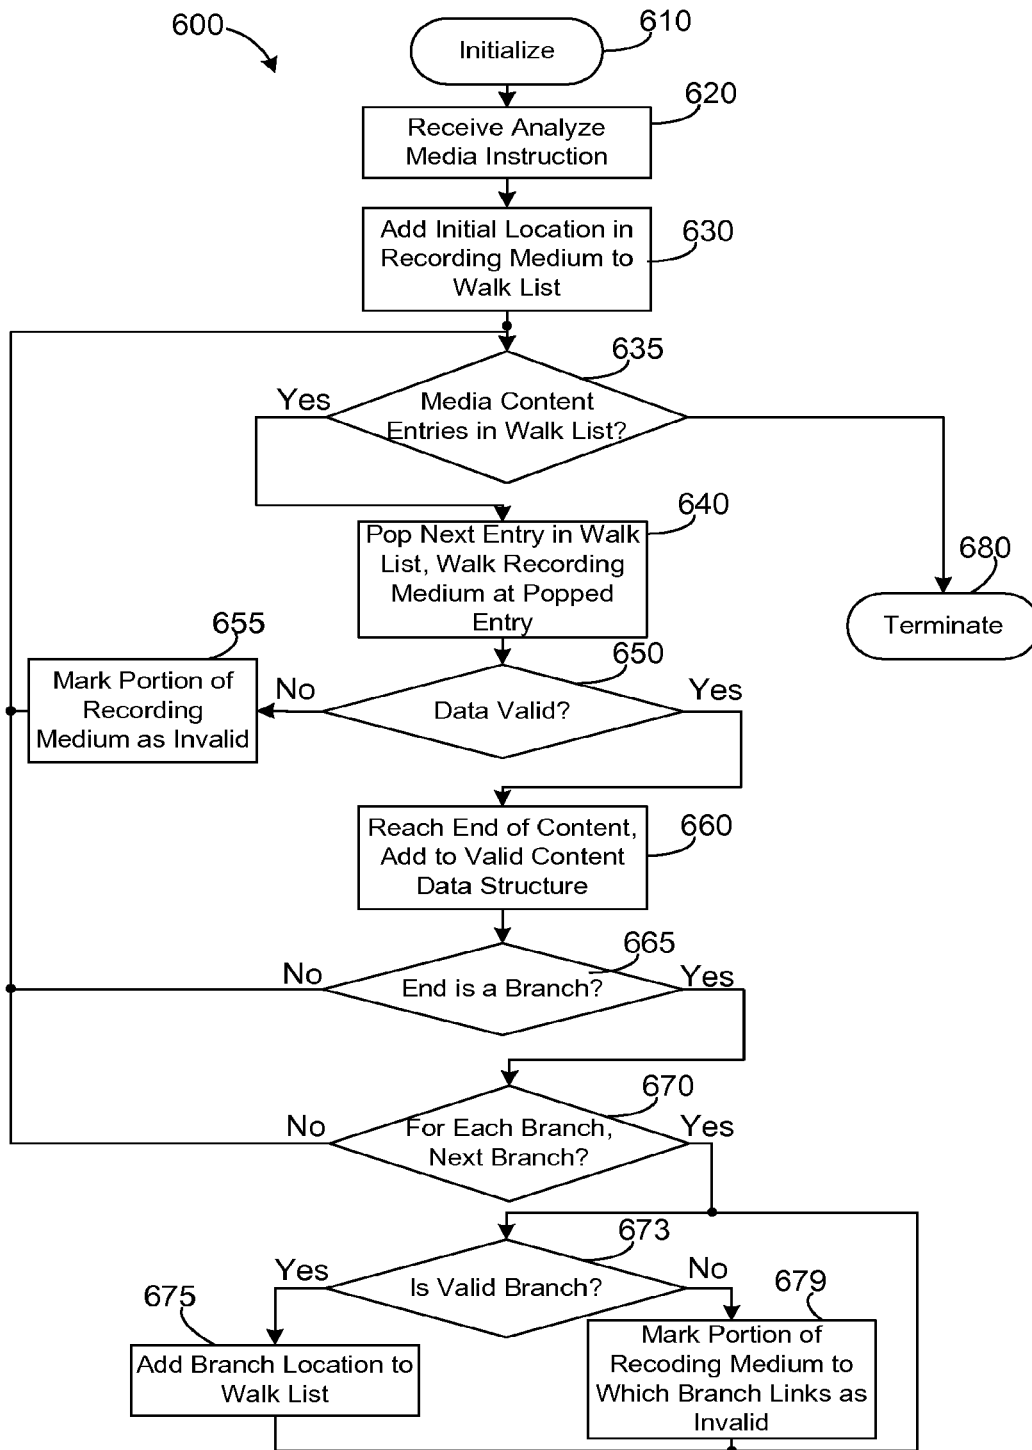 600
610
Initialize
620
Receive Analyze
Media Instruction
630
Add Initial Location in
Recording Medium to
Walk List
635
Yes
Media Content
Entries in Walk List?
640
Pop Next Entry in Walk
List, Walk Recording
Medium at Popped
Entry
680
Terminate
655
Mark Portion of
Recording
Medium as Invalid
650
No
Data Valid?
Yes
660
Reach End of Content,
Add to Valid Content
Data Structure
665
No
End is a Branch?
Yes
670
No
For Each Branch,
Next Branch?
Yes
673
Yes
Is Valid Branch?
No
675
Add Branch Location to
Walk List
679
Mark Portion of
Recoding Medium to
Which Branch Links as
Invalid